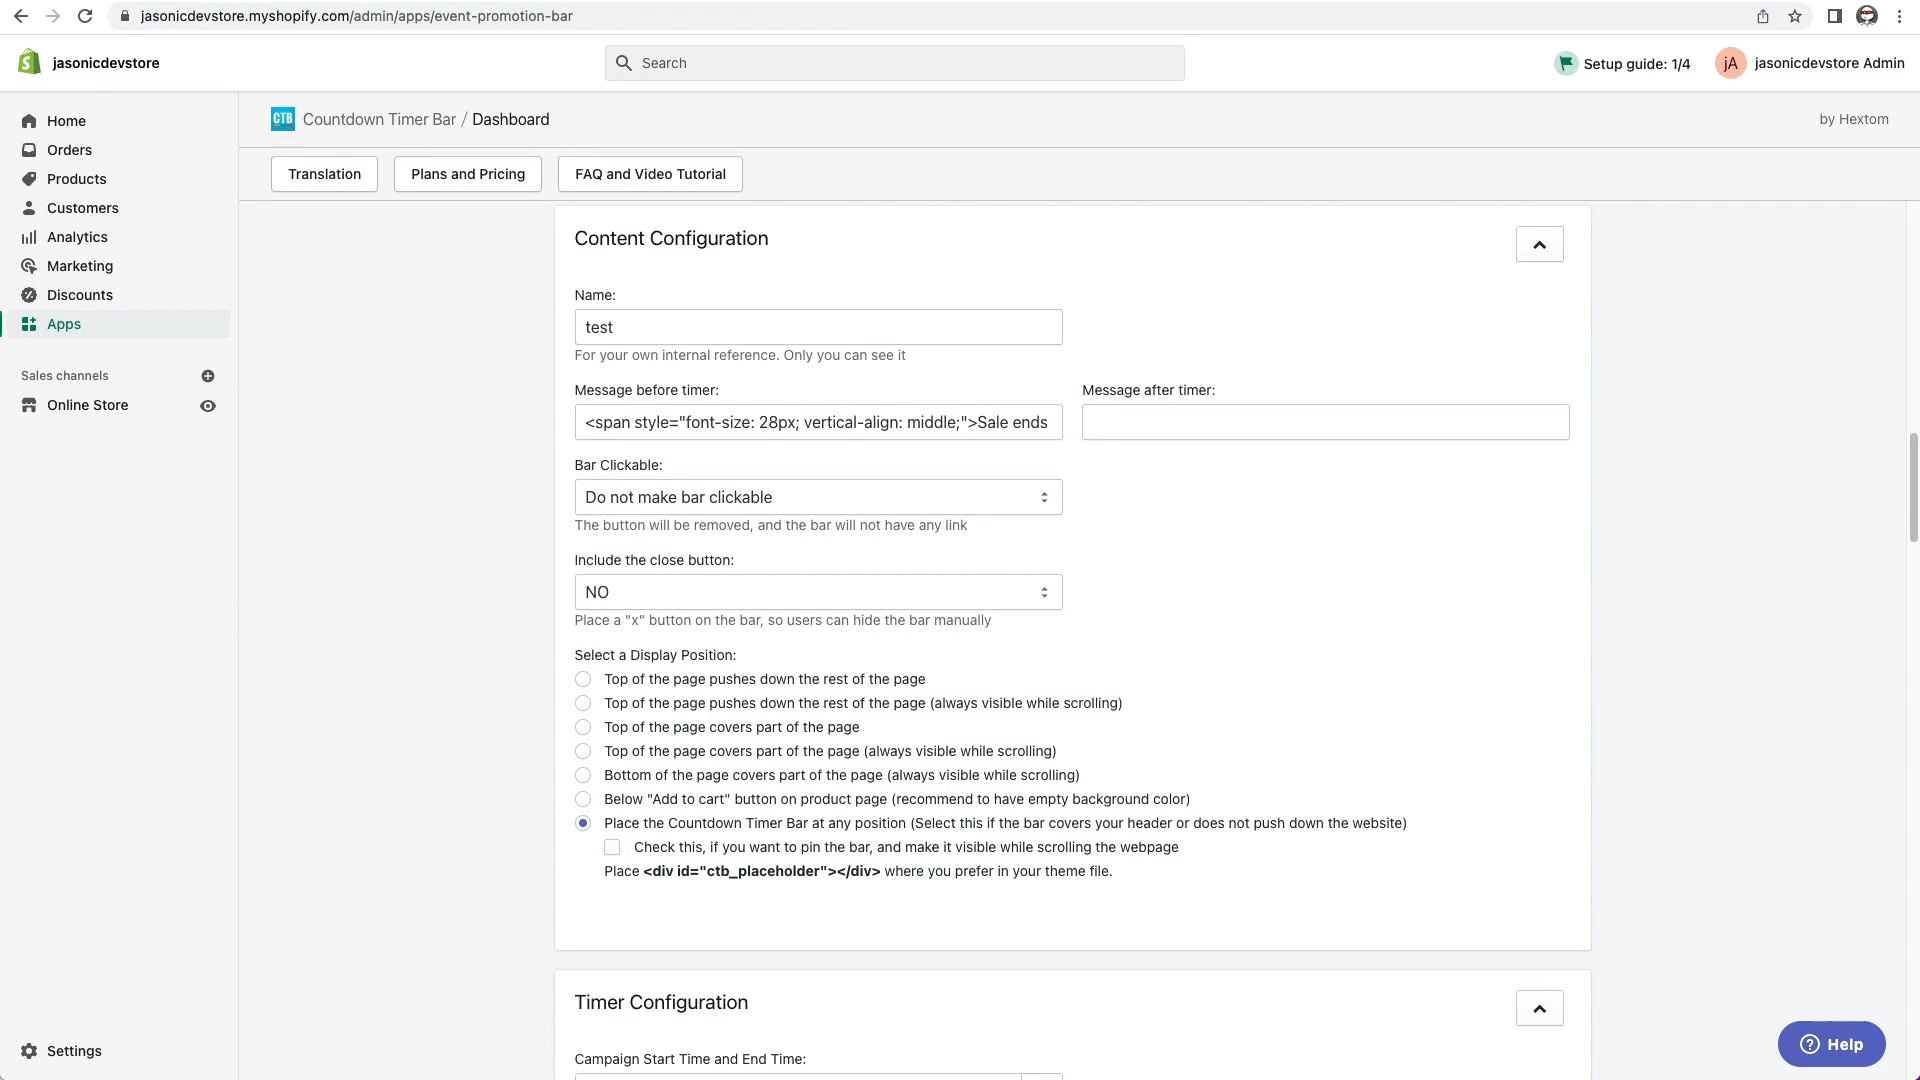 jasonicdevstore.myshopify.com/admin/apps/event-promotion-bar
jasonicdevstore
Search
Setup guide: 1/4
jA
jasonicdevstore Admin
Home
Orders
Products
Customers
Analytics
Marketing
Discounts
Apps
Sales channels
Online Store
Settings
CTB
Countdown Timer Bar / Dashboard
by Hextom
Translation
Plans and Pricing
FAQ and Video Tutorial
Content Configuration
Name:
test
For your own internal reference. Only you can see it
Message before timer:
Message after timer:
<span style="font-size: 28px; vertical-align: middle;">Sale ends
Bar Clickable:
Do not make bar clickable
The button will be removed, and the bar will not have any link
Include the close button:
NO
Place a "x" button on the bar, so users can hide the bar manually
Select a Display Position:
Top of the page pushes down the rest of the page
Top of the page pushes down the rest of the page (always visible while scrolling)
Top of the page covers part of the page
Top of the page covers part of the page (always visible while scrolling)
Bottom of the page covers part of the page (always visible while scrolling)
Below "Add to cart" button on product page (recommend to have empty background color)
Place the Countdown Timer Bar at any position (Select this if the bar covers your header or does not push down the website)
Check this, if you want to pin the bar, and make it visible while scrolling the webpage
Place <div id="ctb_placeholder"></div> where you prefer in your theme file.
Timer Configuration
Campaign Start Time and End Time:
Help